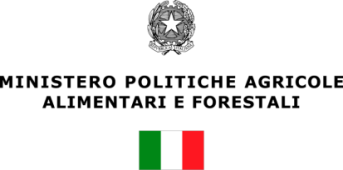 MINISTERO POLITICHE AGRICOLE
ALIMENTARI E FORESTALI